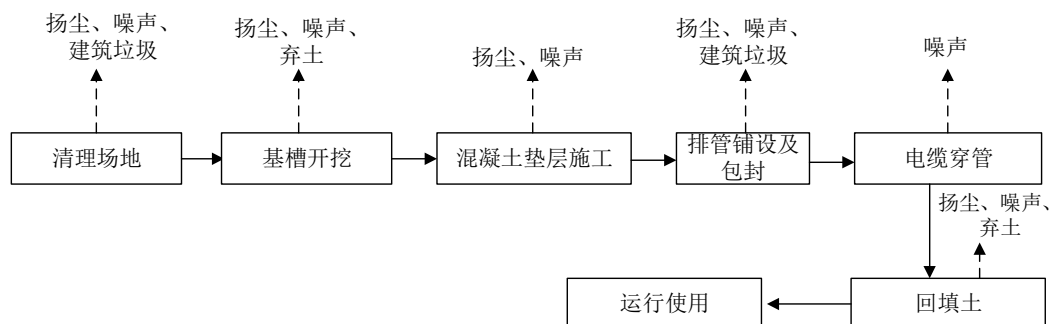 扬尘、噪声、
建筑垃圾
扬尘、噪声、
弃土
扬尘、噪声
扬尘、噪声、
建筑垃圾
噪声
清理场地
基槽开挖
混凝土垫层施工
排管铺设及
包封
电缆穿管
扬尘、噪声、
弃土
运行使用
回填土